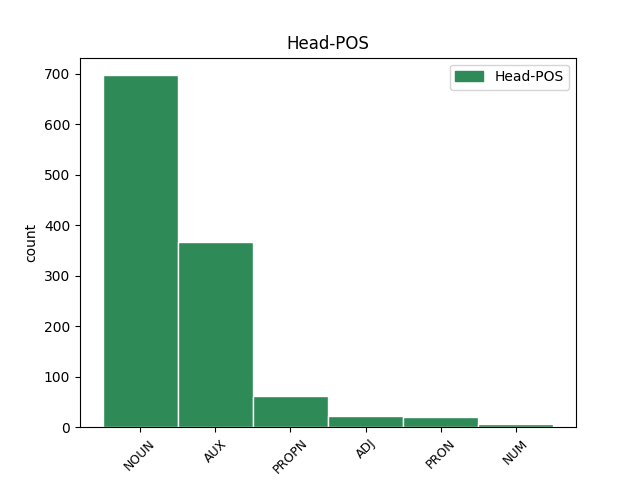 Head-POS
Head-POS
700
600
500
400
300
200
100
0
count
NOUN
AUX
PROPN
ADJ
PRON
NUM